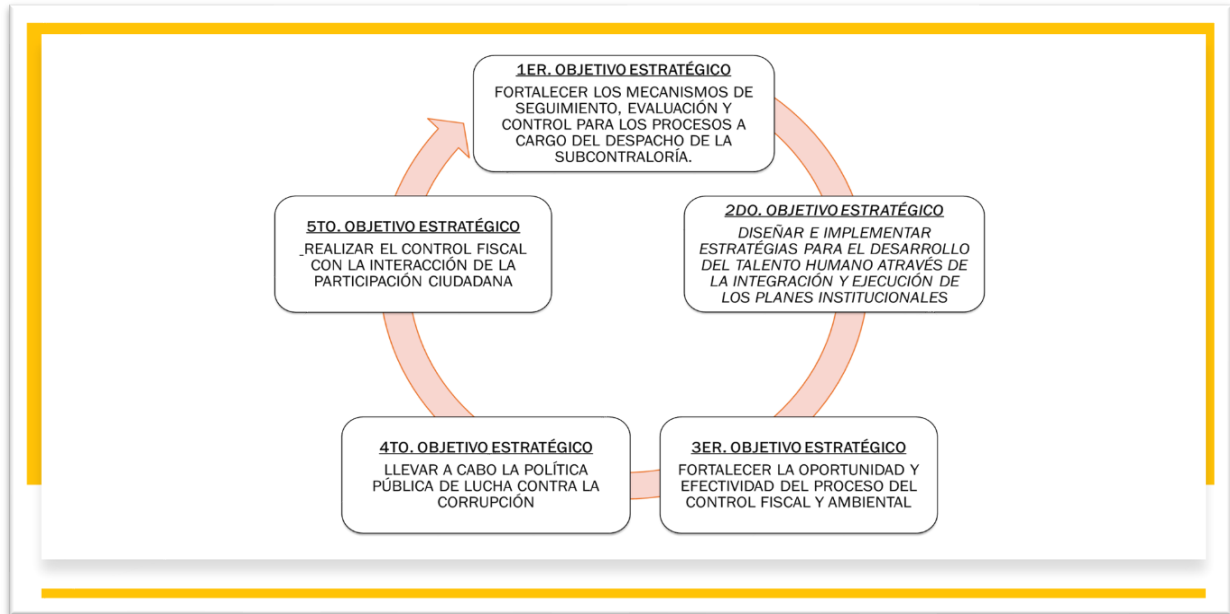 1ER. OBJETIVO ESTRATÉGICO
FORTALECER LOS MECANISMOS DE
SEGUIMIENTO, EVALUACIÓN Y
CONTROL PARA LOS PROCESOS A
CARGO DEL DESPACHO DE LA
SUBCONTRALORÍA.
2DO. OBJETIVO ESTRATÉGICO
DISEÑAR E IMPLEMENTAR
ESTRATÉGIAS PARA EL DESARROLLO
DEL TALENTO HUMANO ATRAVÉS DE
LA INTEGRACIÓN Y EJECUCIÓN DE
LOS PLANES INSTITUCIONALES
3ER. OBJETIVO ESTRATÉGICO
FORTALECER LA OPORTUNIDAD Y
EFECTIVIDAD DEL PROCESO DEL
CONTROL FISCAL Y AMBIENTAL
4TO. OBJETIVO ESTRATÉGICO
LLEVAR A CABO LA POLÍTICA
PÚBLICA DE LUCHA CONTRA LA
CORRUPCIÓN
5TO. OBJETIVO ESTRATÉGICO
REALIZAR EL CONTROL FISCAL
CON LA INTERACCIÓN DE LA
PARTICIPACIÓN CIUDADANA